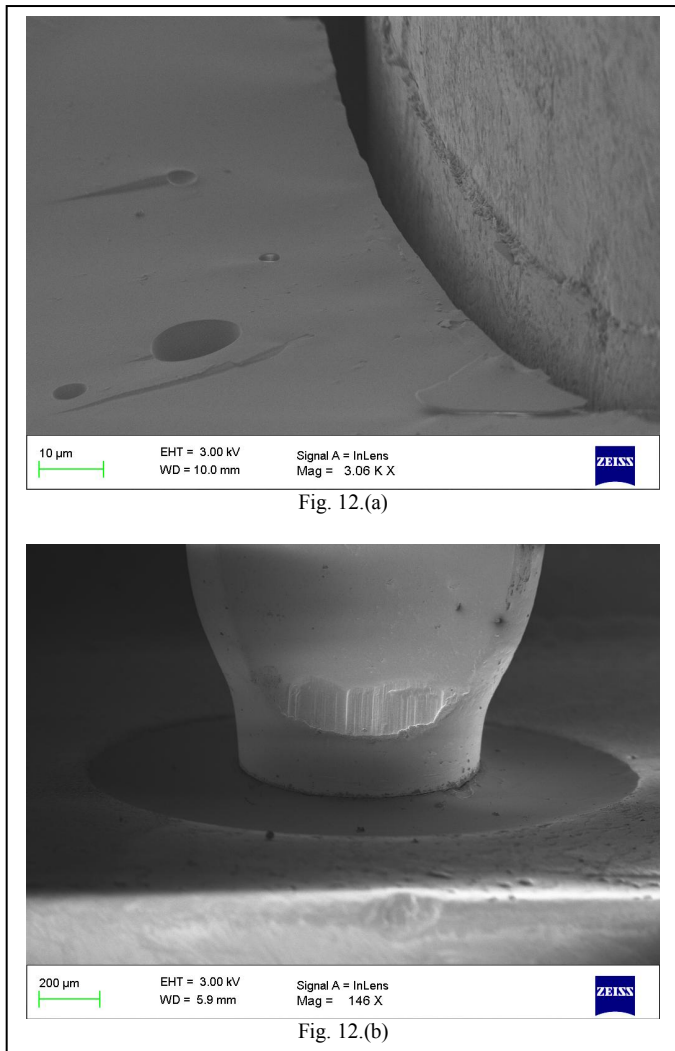 10 µm
EHT = 3.00 kV
WD = 10.0 mm
Signal A = InLens
Mag = 3.06 K X
ZEISS
Fig. 12.(a)
200 µm
EHT = 3.00 kV
WD = 5.9 mm
Signal A = InLens
Mag = 146 X
ZEISS
Fig. 12.(b)